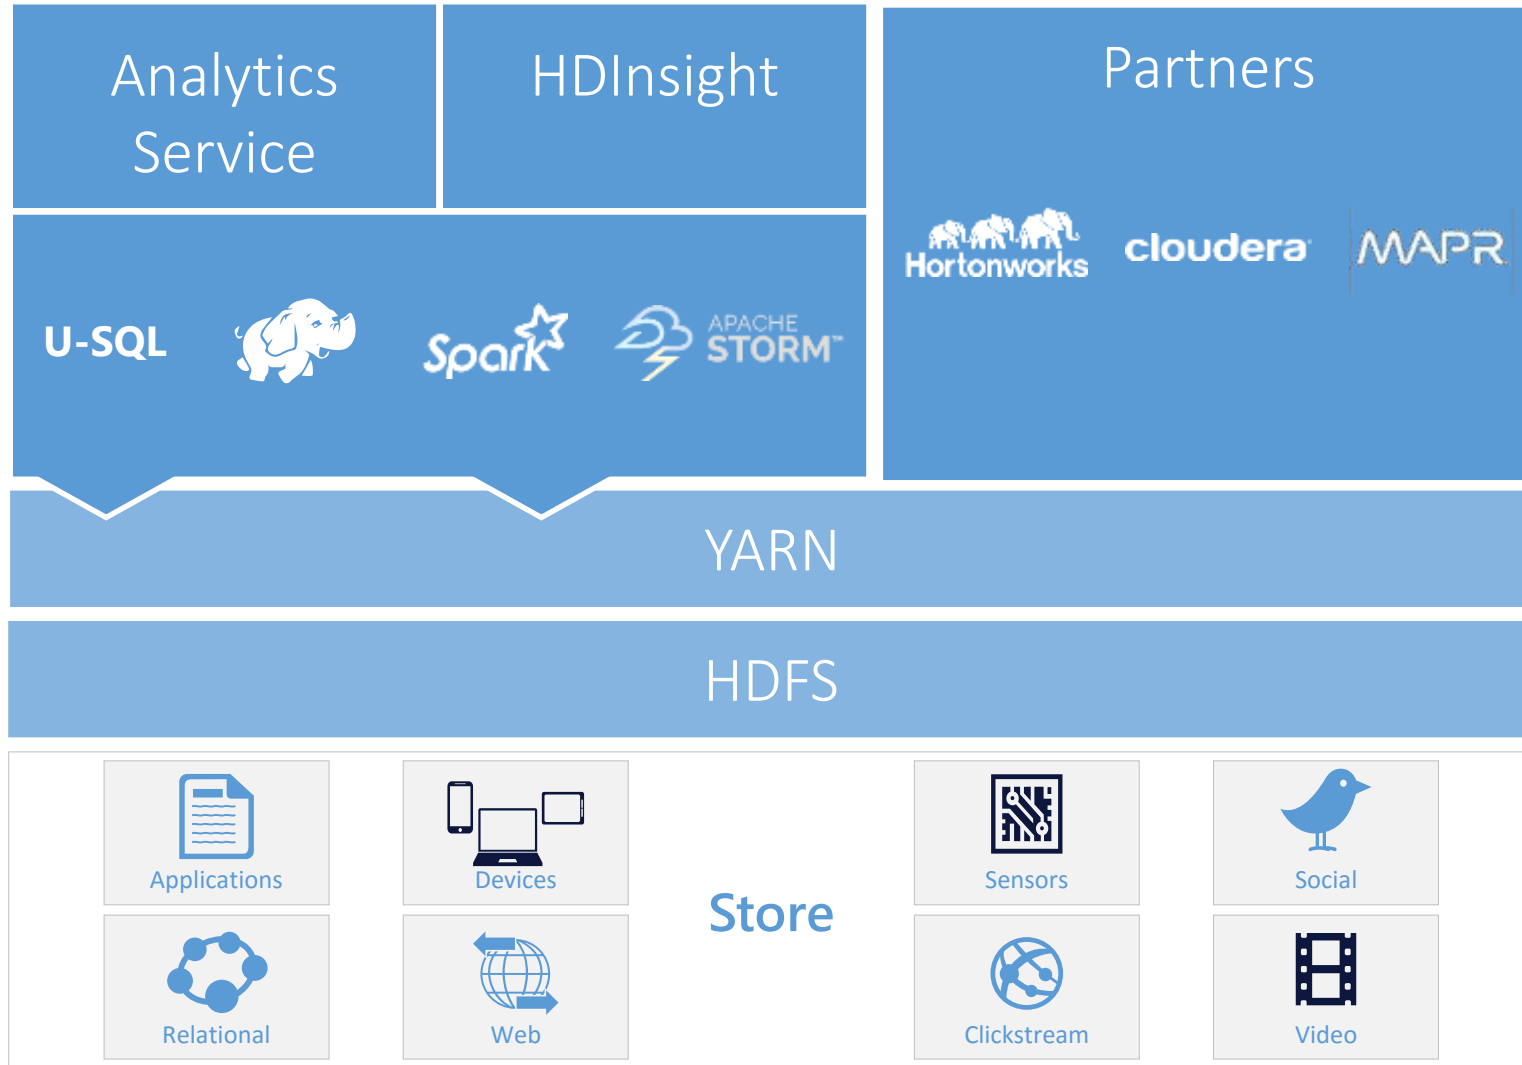 Analytics
Service
HDInsight
Partners
Hortonworks
cloudera
MAPR
U-SQL
Spark
APACHE
STORM™
YARN
HDFS
Applications
Devices
Store
Sensors
Social
Relational
Web
Clickstream
Video